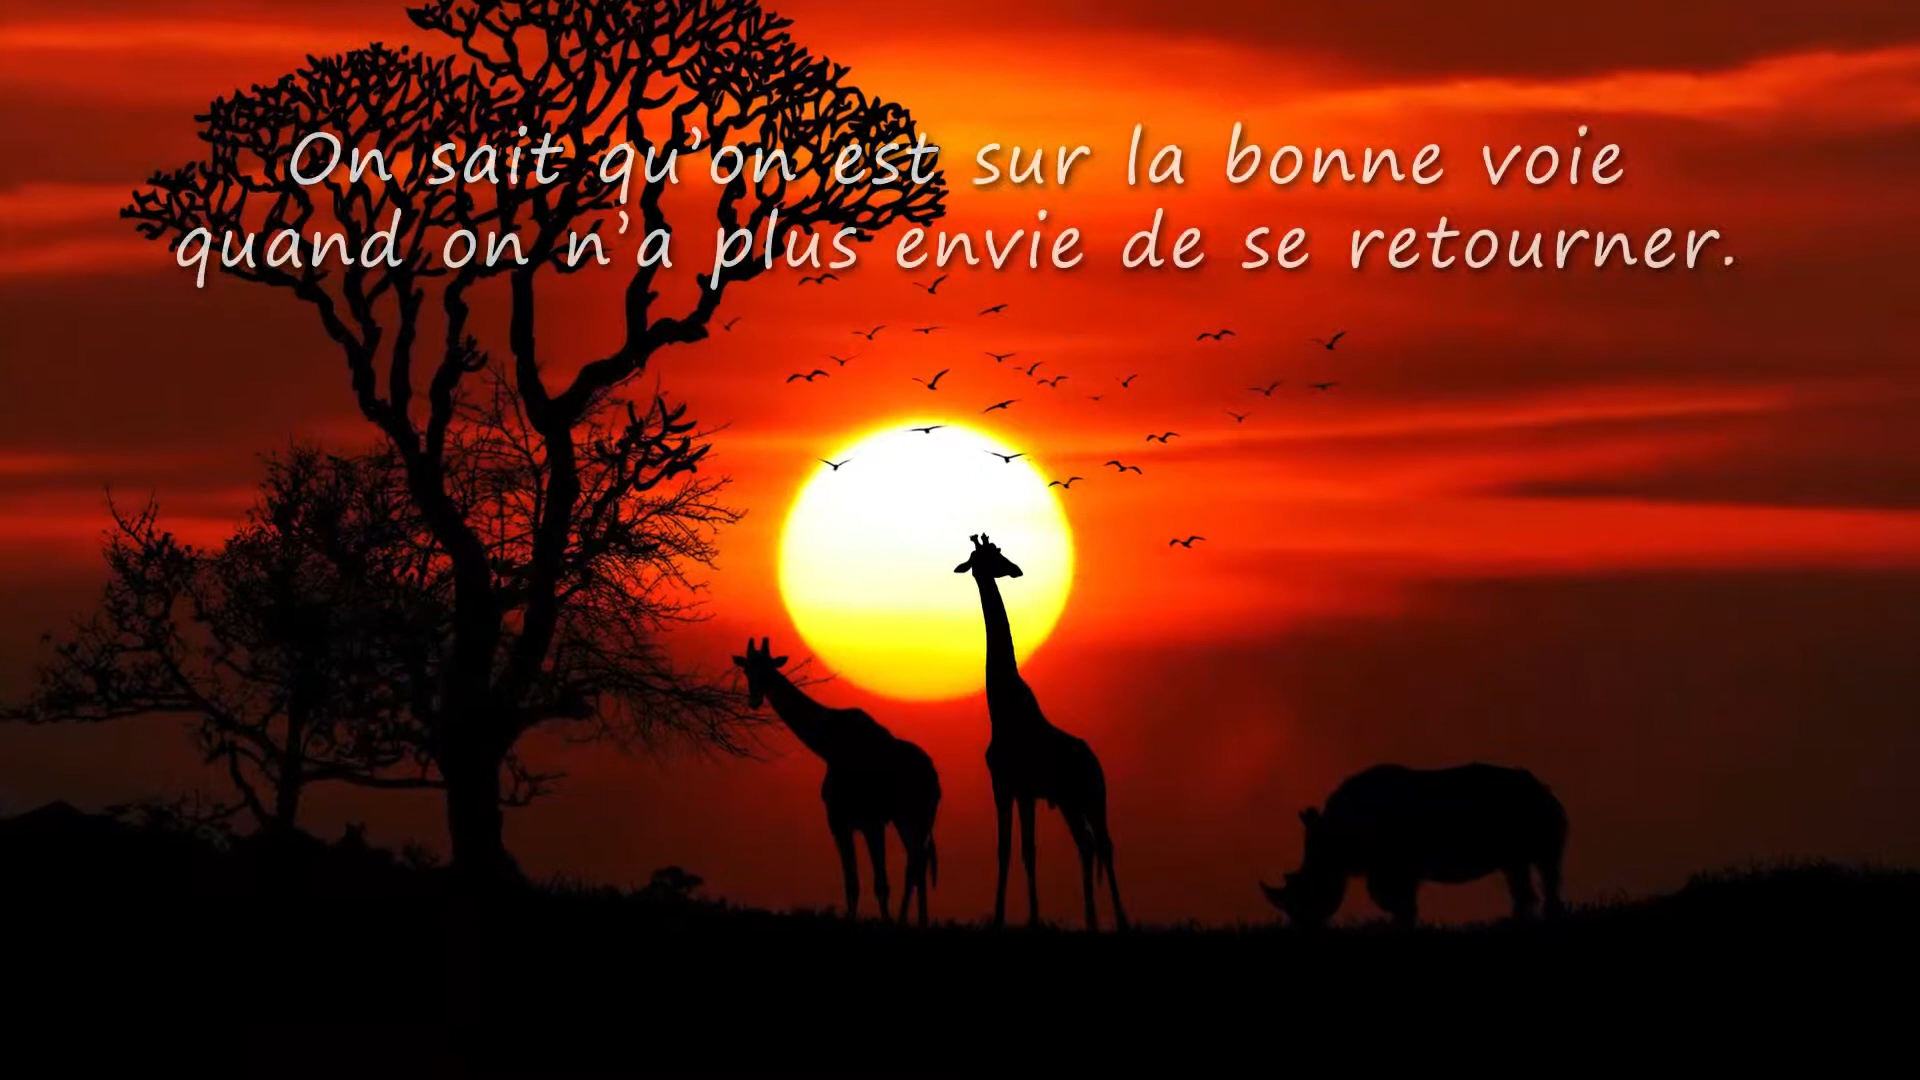 On sait qu’on est sur la bonne voie
quand on n’a plus envie de se retourner.